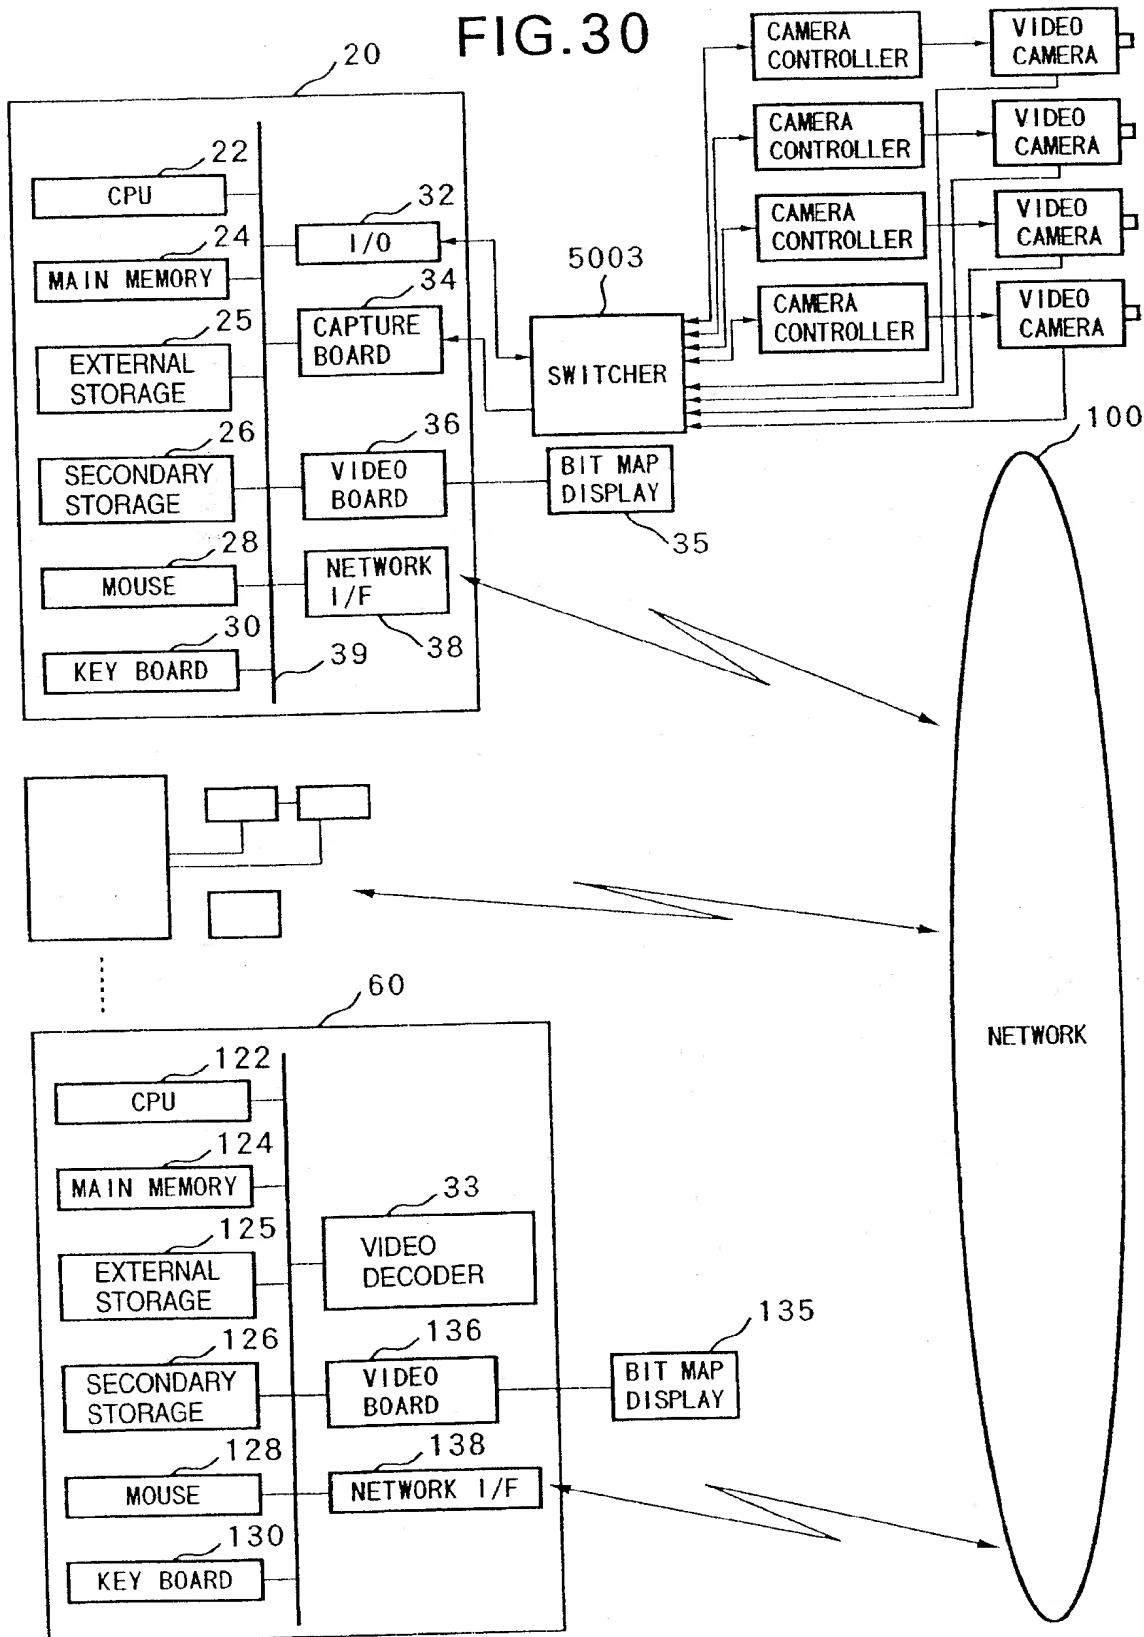 FIG.30
20
22
CPU
24
MAIN MEMORY
25
EXTERNAL
STORAGE
26
SECONDARY
STORAGE
28
MOUSE
30
KEY BOARD
32
I/O
34
CAPTURE
BOARD
36
VIDEO
BOARD
NETWORK
I/F
38
39
5003
SWITCHER
BIT MAP
DISPLAY
35
CAMERA
CONTROLLER
VIDEO
CAMERA
CAMERA
CONTROLLER
VIDEO
CAMERA
CAMERA
CONTROLLER
VIDEO
CAMERA
CAMERA
CONTROLLER
VIDEO
CAMERA
100
NETWORK
60
122
CPU
124
MAIN MEMORY
125
EXTERNAL
STORAGE
126
SECONDARY
STORAGE
128
MOUSE
130
KEY BOARD
33
VIDEO
DECODER
136
VIDEO
BOARD
138
NETWORK I/F
135
BIT MAP
DISPLAY